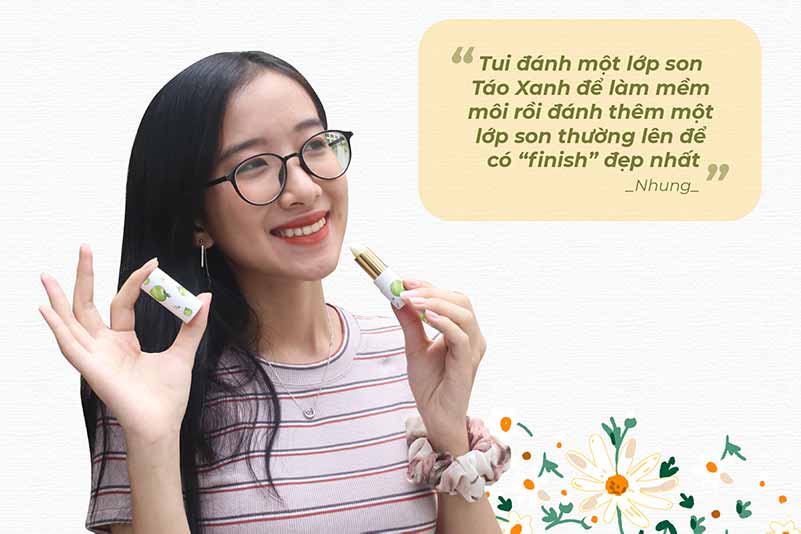 “Tui đánh một lớp son
Táo Xanh để làm mềm
môi rồi đánh thêm một
lớp son thường lên để
có “finish” đẹp nhất”
_Nhung_